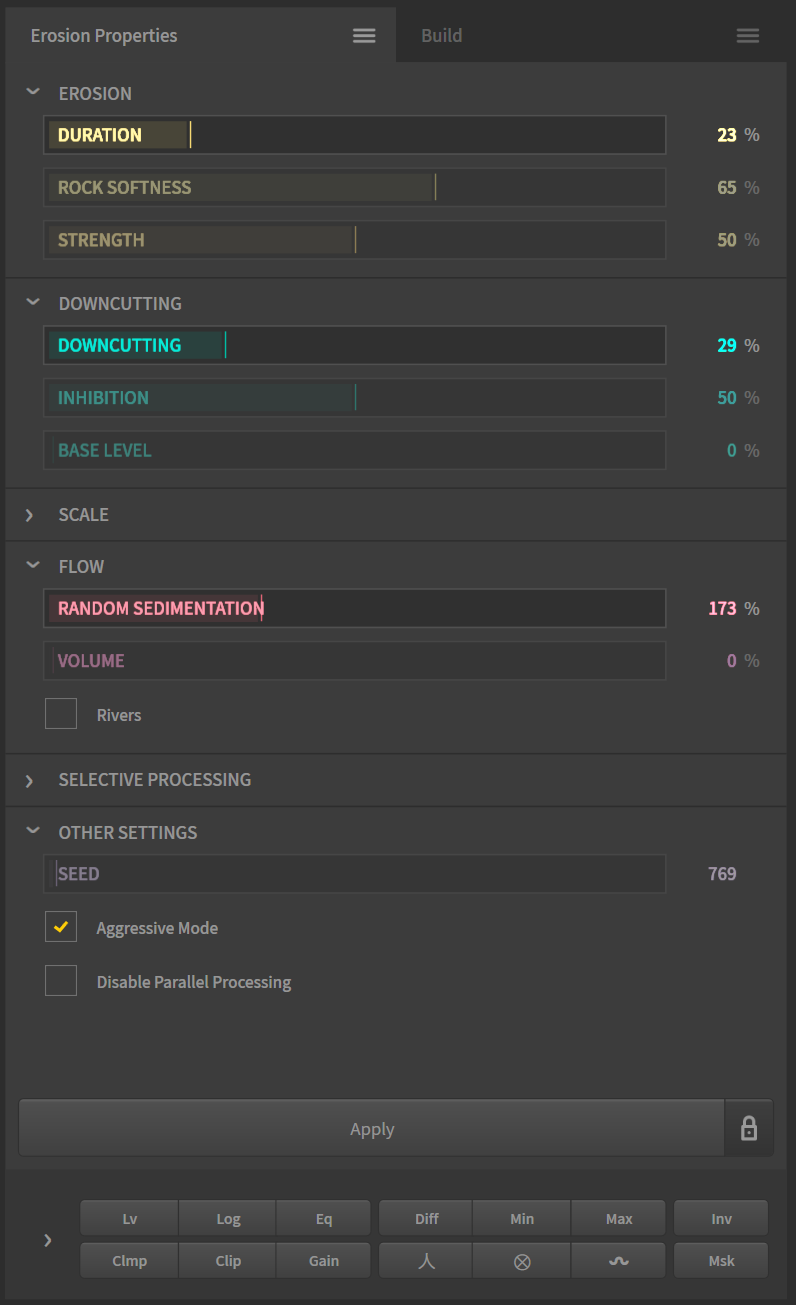 Erosion Properties
Build
EROSION
DURATION 23 %
ROCK SOFTNESS 65 %
STRENGTH 50 %
DOWNCUTTING
DOWNCUTTING 29 %
INHIBITION 50 %
BASE LEVEL 0 %
SCALE
FLOW
RANDOM SEDIMENTATION 173 %
VOLUME 0 %
Rivers
SELECTIVE PROCESSING
OTHER SETTINGS
SEED 769
Aggressive Mode
Disable Parallel Processing
Apply
Lv Log Eq Diff Min Max Inv
Clmp Clip Gain Msk